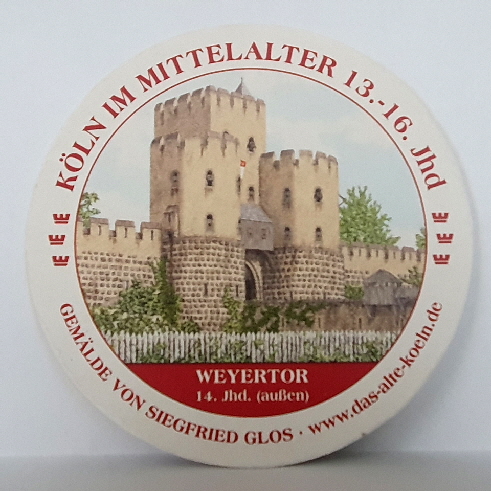 KÖLN IM MITTELALTER 13.-16. Jhd
WEYERTOR
14. Jhd. (außen)
GEMÄLDE VON SIEGFRIED GLOS · www.das-alte-koeln.de